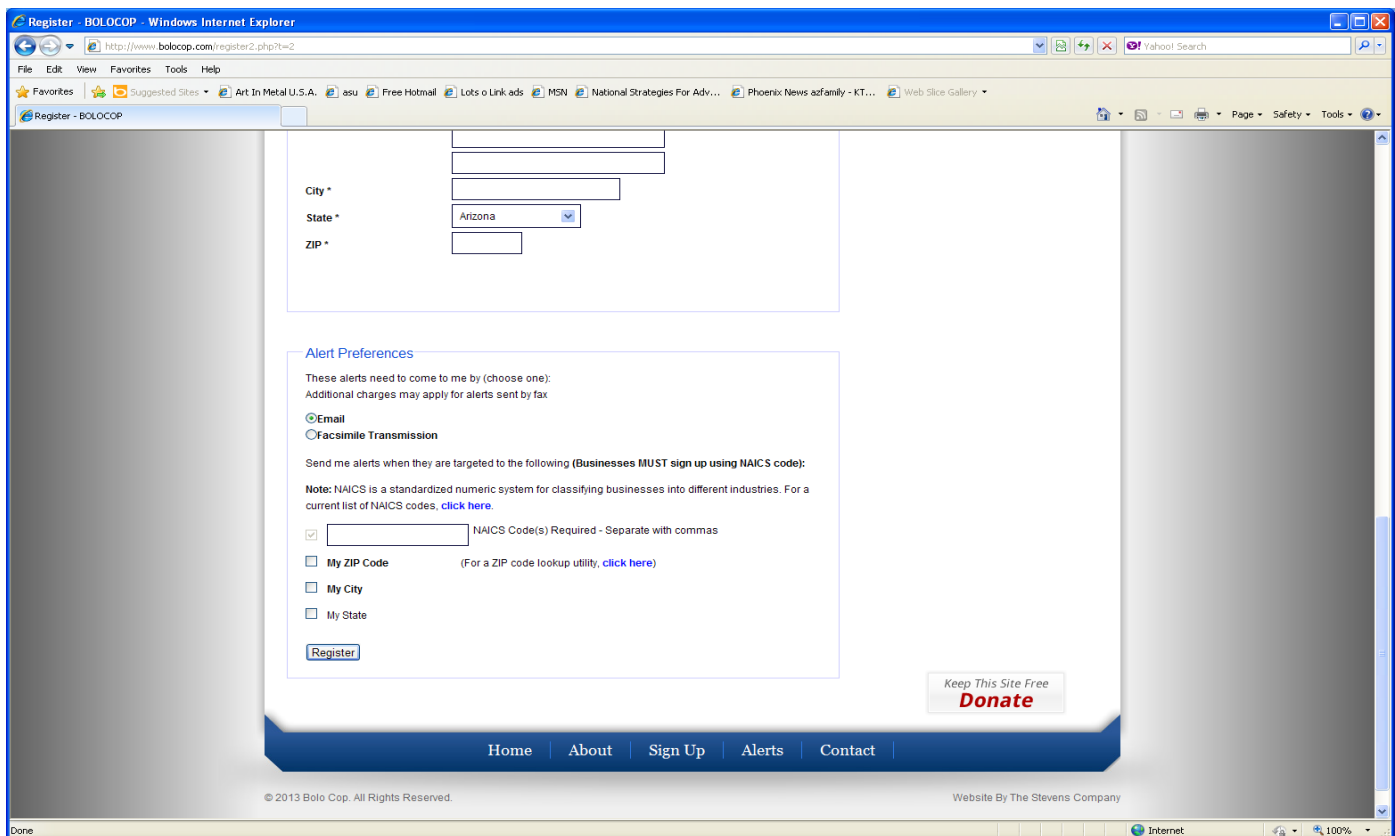 Register - BOLOCOP - Windows Internet Explorer
http://www.bolocop.com/register2.php?t=2
Yahoo! Search
File Edit View Favorites Tools Help
Favorites Suggested Sites Art In Metal U.S.A. asu Free Hotmail Lots o Link ads MSN National Strategies For Adv... Phoenix News azfamily - KT... Web Slice Gallery
Register - BOLOCOP
Page Safety Tools
City *
State * Arizona
ZIP *
Alert Preferences
These alerts need to come to me by (choose one):
Additional charges may apply for alerts sent by fax
Email
Facsimile Transmission
Send me alerts when they are targeted to the following (Businesses MUST sign up using NAICS code):
Note: NAICS is a standardized numeric system for classifying businesses into different industries. For a
current list of NAICS codes, click here.
NAICS Code(s) Required - Separate with commas
My ZIP Code (For a ZIP code lookup utility, click here)
My City
My State
Register
Keep This Site Free
Donate
Home About Sign Up Alerts Contact
© 2013 Bolo Cop. All Rights Reserved. Website By The Stevens Company
Done Internet 100%